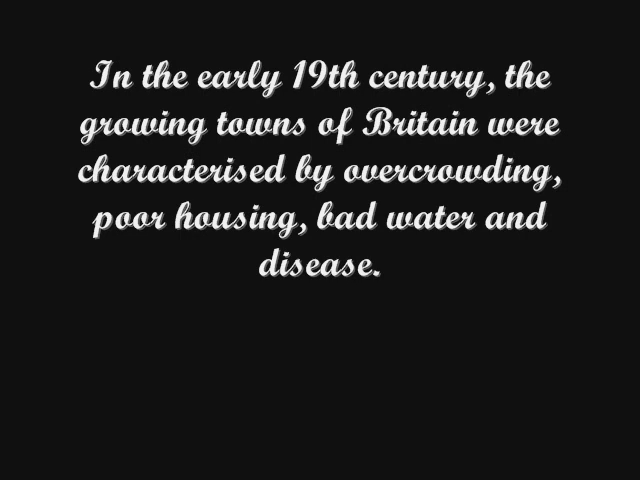 In the early 19th century, the
growing towns of Britain were
characterised by overcrowding,
poor housing, bad water and
disease.